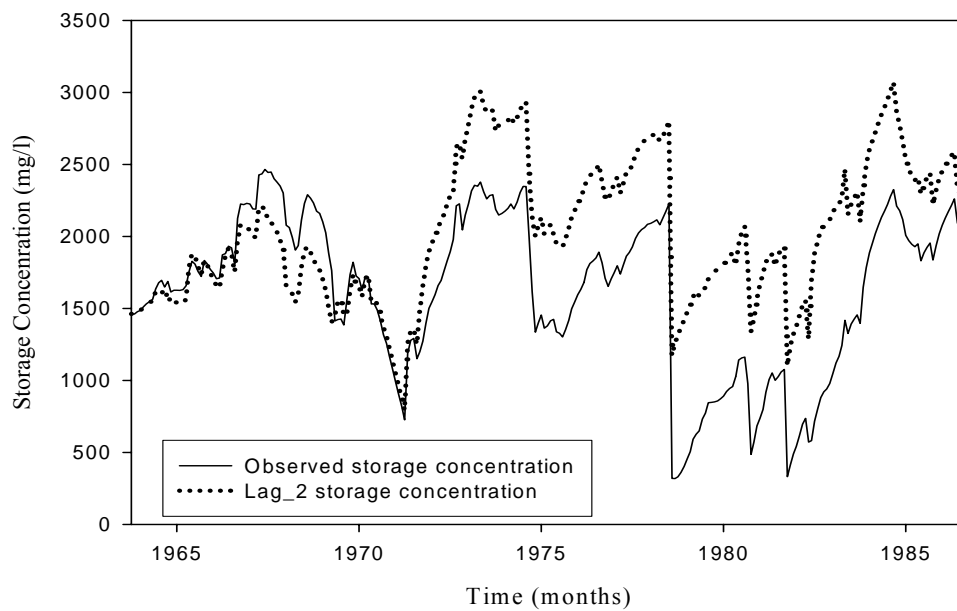 3500
3000
2500
2000
1500
1000
500
0
Storage Concenration (mg/l)
Observed storage concentration
Lag_2 storage concentration
1965 1970 1975 1980 1985
Time (months)